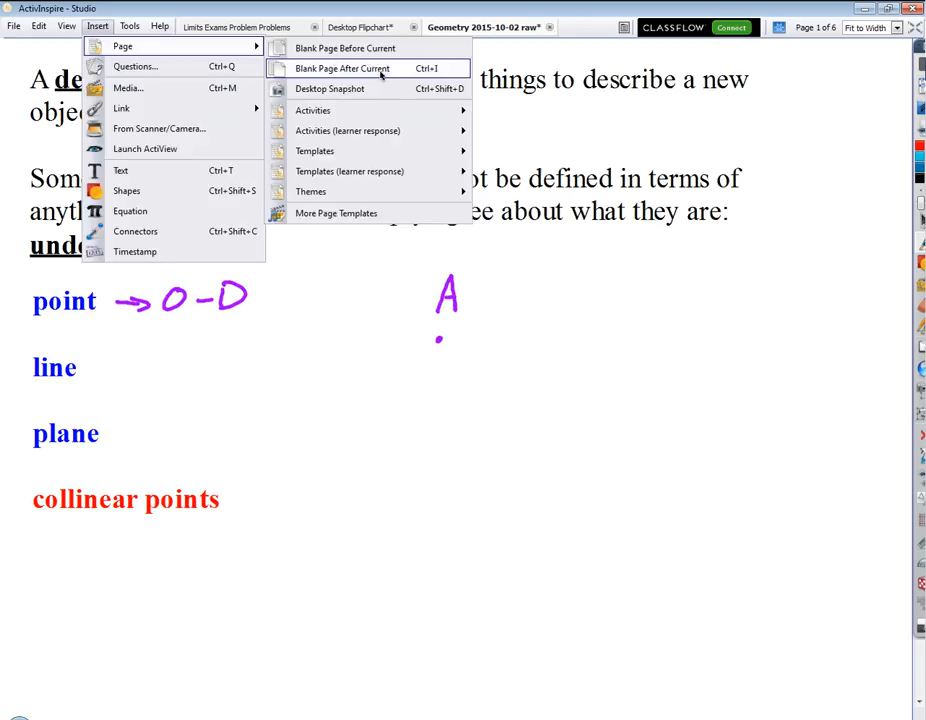 ActivInspire - Studio
File Edit View Insert Tools Help Limits Exams Problem Problems Desktop Flipchart* Geometry 2015-10-02 raw* CLASSFLOW Connect Page 1 of 6 Fit to Width
Page
Questions... Ctrl+Q
Media... Ctrl+M
Link
From Scanner/Camera...
Launch ActiView
Text Ctrl+T
Shapes Ctrl+Shift+S
Equation
Connectors Ctrl+Shift+C
Timestamp
Blank Page Before Current
Blank Page After Current Ctrl+I
Desktop Snapshot Ctrl+Shift+D
Activities
Activities (learner response)
Templates
Templates (learner response)
Themes
More Page Templates
A de things to describe a new
obje
Som ot be defined in terms of
anyt ee about what they are:
unde
point → O-D A
line
plane
collinear points